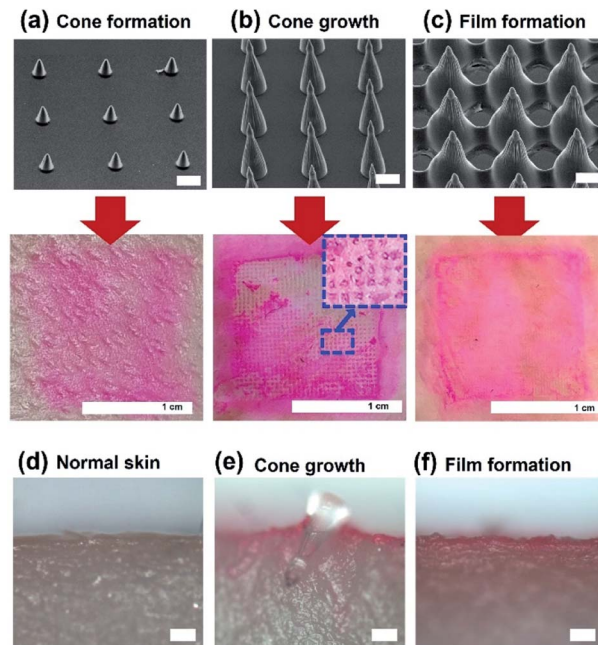 (a) Cone formation
(b) Cone growth
(c) Film formation
1 cm
1 cm
1 cm
(d) Normal skin
(e) Cone growth
(f) Film formation